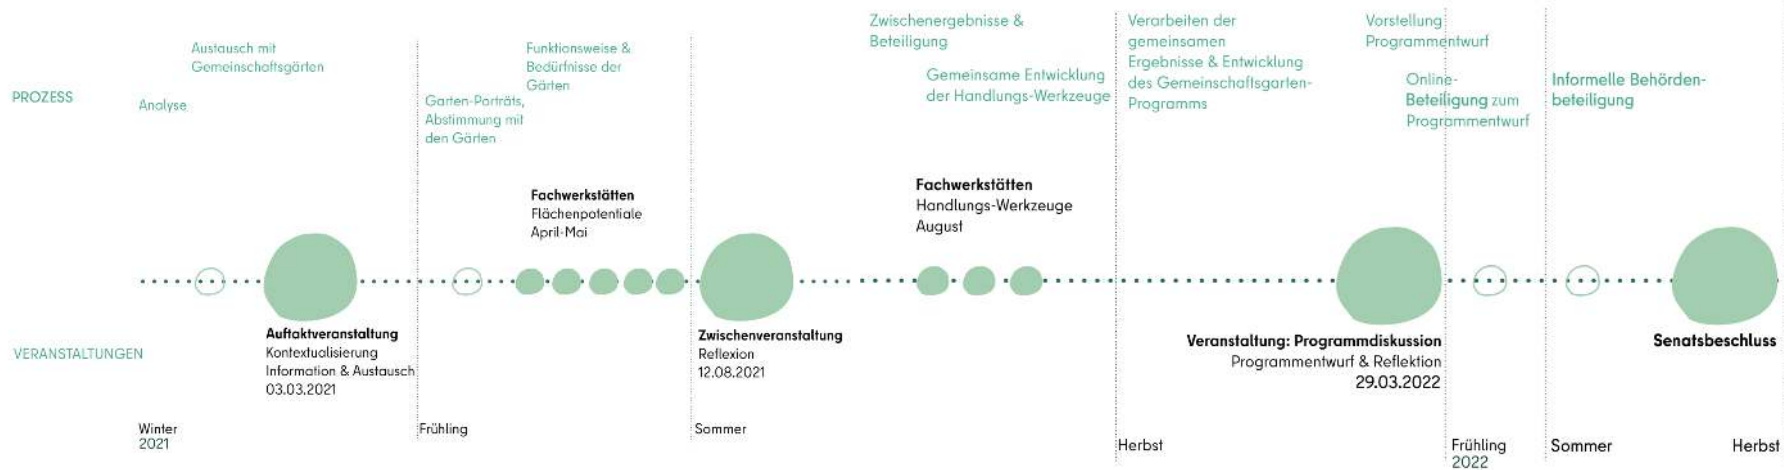 PROZESS
Analyse
Austausch mit
Gemeinschaftsgärten
Garten-Porträts,
Abstimmung mit
den Gärten
Funktionsweise &
Bedürfnisse der
Gärten
Zwischenergebnisse &
Beteiligung
Gemeinsame Entwicklung
der Handlungs-Werkzeuge
Verarbeiten der
gemeinsamen
Ergebnisse & Entwicklung
des Gemeinschaftsgarten-
Programms
Vorstellung
Programmentwurf
Online-
Beteiligung zum
Programmentwurf
Informelle Behörden-
beteiligung
Fachwerkstätten
Flächenpotentiale
April-Mai
Fachwerkstätten
Handlungs-Werkzeuge
August
VERANSTALTUNGEN
Auftaktveranstaltung
Kontextualisierung
Information & Austausch
03.03.2021
Zwischenveranstaltung
Reflexion
12.08.2021
Veranstaltung: Programmdiskussion
Programmentwurf & Reflektion
29.03.2022
Senatsbeschluss
Winter
2021
Frühling
Sommer
Herbst
Frühling
2022
Sommer
Herbst